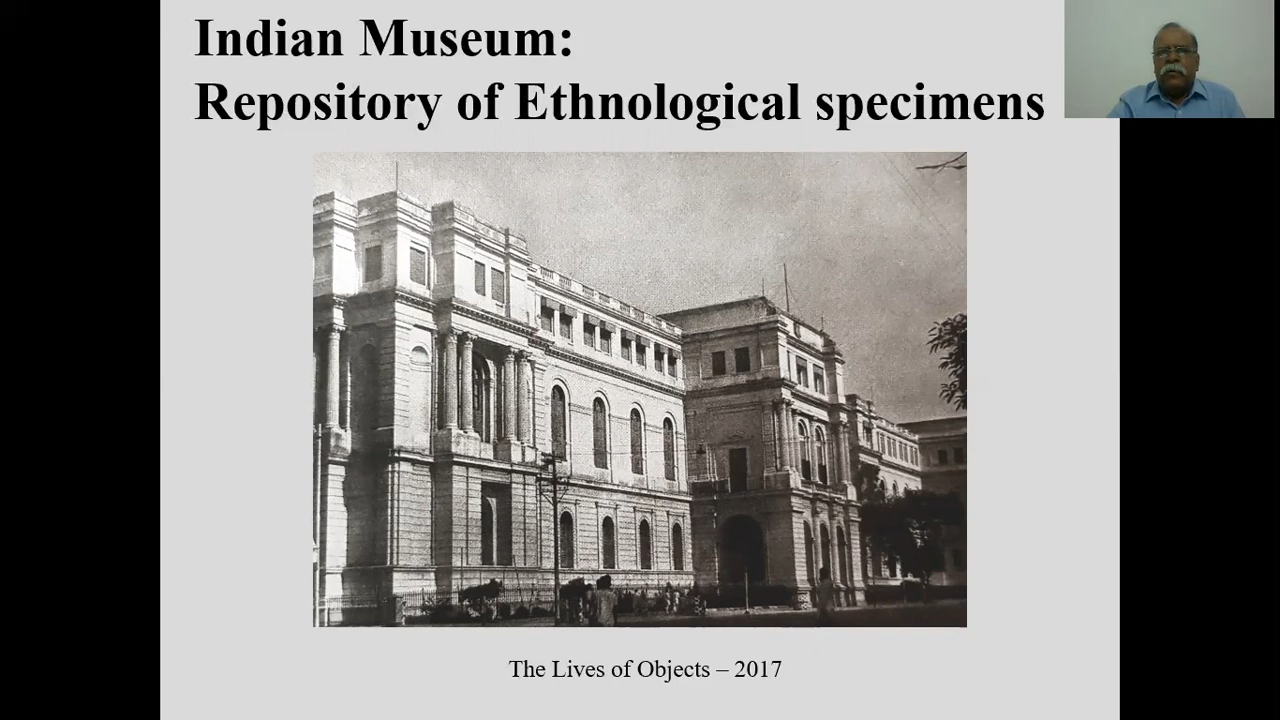 Indian Museum:
Repository of Ethnological specimens
The Lives of Objects – 2017